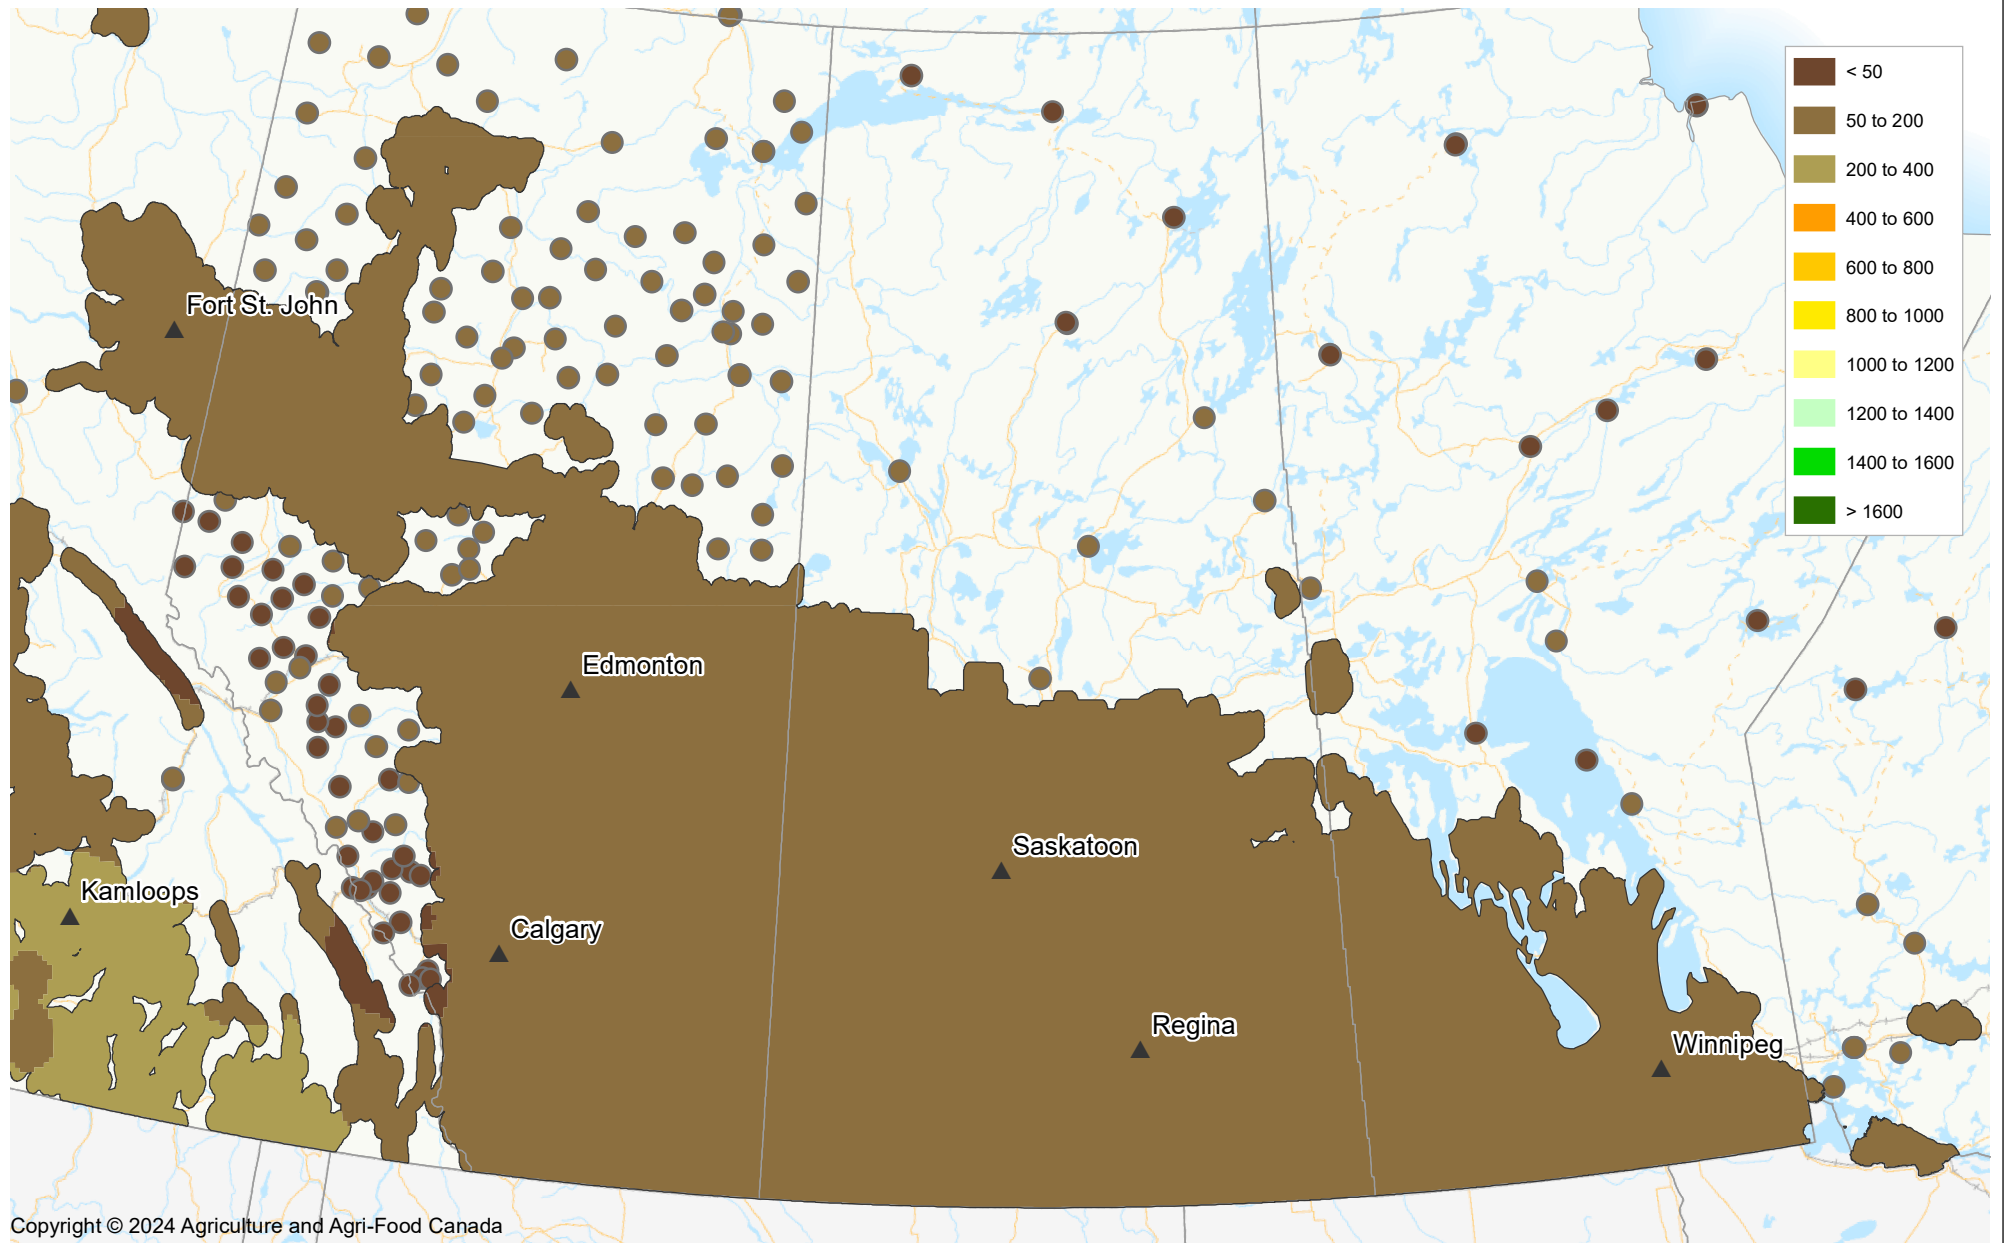 < 50
50 to 200
200 to 400
400 to 600
600 to 800
800 to 1000
1000 to 1200
1200 to 1400
1400 to 1600
> 1600
Fort St. John
Edmonton
Saskatoon
Kamloops
Calgary
Regina
Winnipeg
Copyright © 2024 Agriculture and Agri-Food Canada